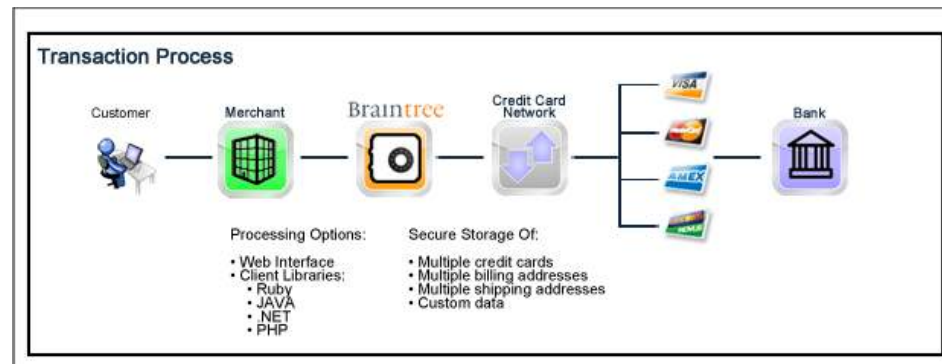 Transaction Process
Customer
Merchant
Braintree
Credit Card
Network
VISA
AMEX
Bank
Processing Options:
• Web Interface
• Client Libraries:
• Ruby
• JAVA
• .NET
• PHP
Secure Storage Of:
• Multiple credit cards
• Multiple billing addresses
• Multiple shipping addresses
• Custom data